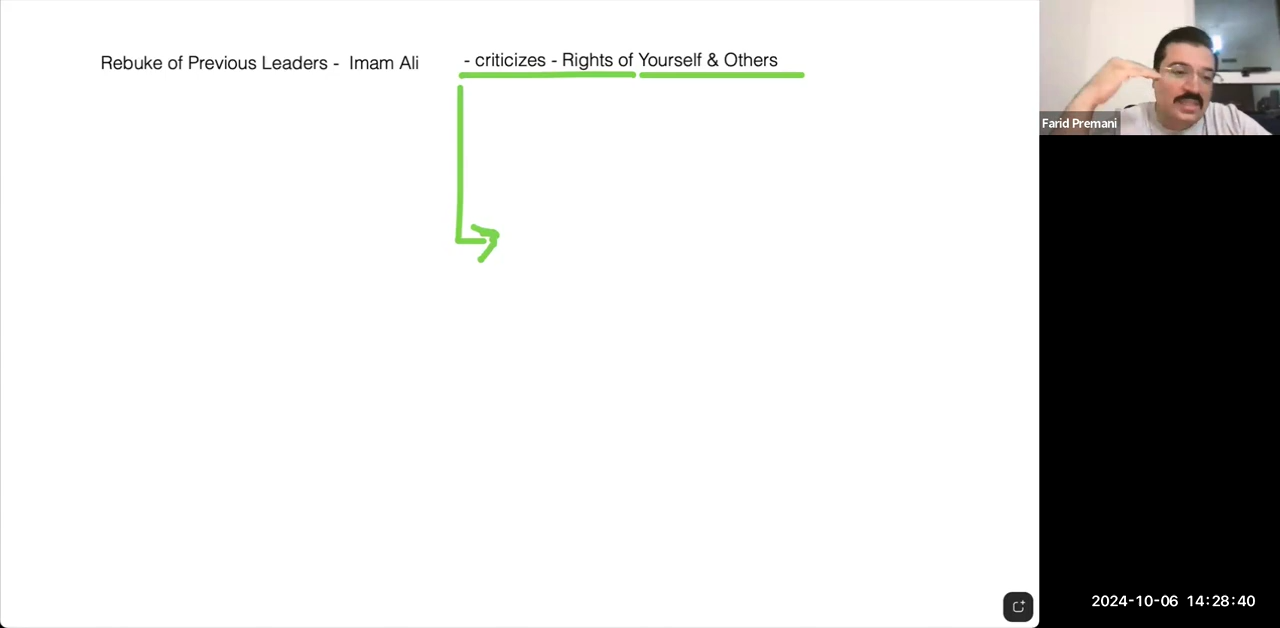 Rebuke of Previous Leaders - Imam Ali - criticizes - Rights of Yourself & Others
Farid Premani
2024-10-06 14:28:40